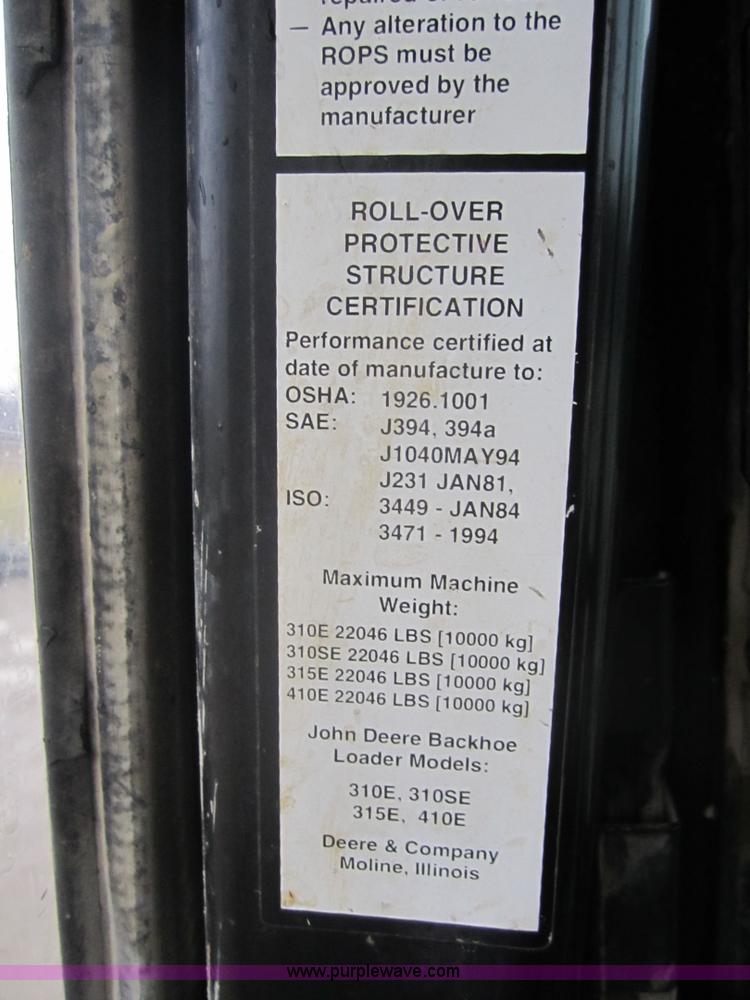 — Any alteration to the
ROPS must be
approved by the
manufacturer
ROLL-OVER
PROTECTIVE
STRUCTURE
CERTIFICATION
Performance certified at
date of manufacture to:
OSHA: 1926.1001
SAE: J394, 394a
J1040MAY94
J231 JAN81,
ISO: 3449 - JAN84
3471 - 1994
Maximum Machine
Weight:
310E 22046 LBS [10000 kg]
310SE 22046 LBS [10000 kg]
315E 22046 LBS [10000 kg]
410E 22046 LBS [10000 kg]
John Deere Backhoe
Loader Models:
310E, 310SE
315E, 410E
Deere & Company
Moline, Illinois
www.purplewave.com